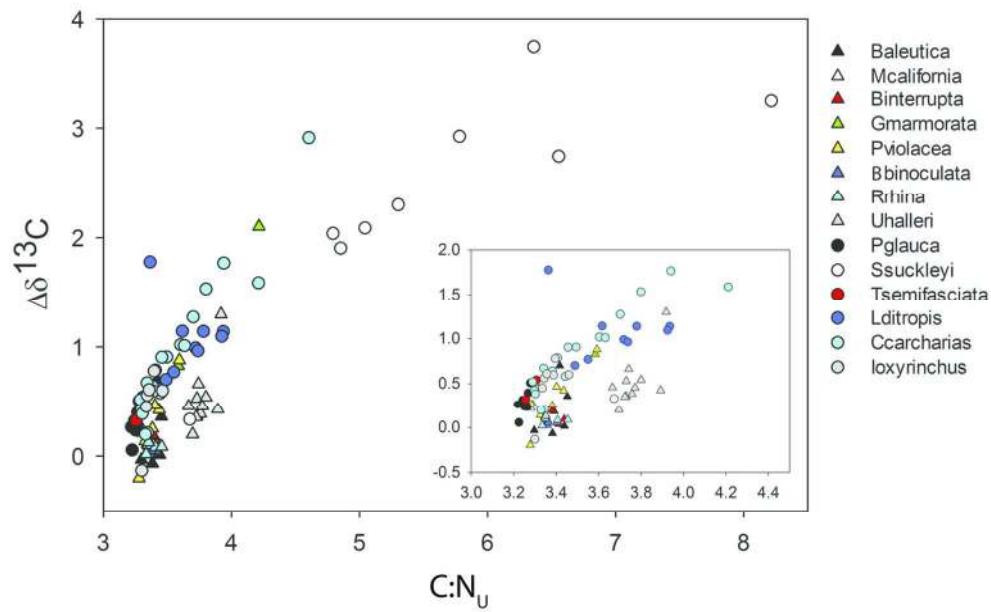 4
3
2
1
0
Δδ13C
3
4
5
6
7
8
C:NU
2.0
1.5
1.0
0.5
0.0
-0.5
3.0
3.2
3.4
3.6
3.8
4.0
4.2
4.4
Baleutica
Mcalifornia
Binterrupta
Gmarmorata
Pviolacea
Bbinoculata
Rrhina
Uhalleri
Pglauca
Ssuckleyi
Tsemifasciata
Lditropis
Ccarcharias
Ioxyrinchus